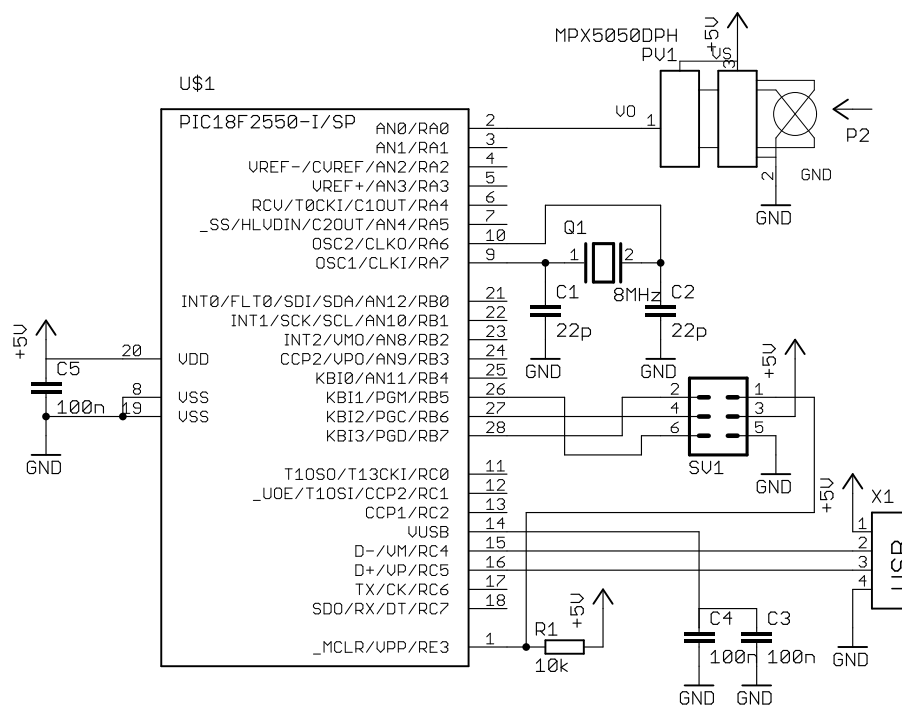 MPX5050DPH
PV1
+5V
VS
3
VO
1
P2
2
GND
GND
U$1
PIC18F2550-I/SP
AN0/RA0 2
AN1/RA1 3
VREF-/CVREF/AN2/RA2 4
VREF+/AN3/RA3 5
RCV/T0CKI/C1OUT/RA4 6
_SS/HLVDIN/C2OUT/AN4/RA5 7
OSC2/CLKO/RA6 10
OSC1/CLKI/RA7 9
Q1
1 2
8MHz
C1
22p
GND
C2
22p
GND
INT0/FLT0/SDI/SDA/AN12/RB0 21
INT1/SCK/SCL/AN10/RB1 22
INT2/VMO/AN8/RB2 23
CCP2/VPO/AN9/RB3 24
KBI0/AN11/RB4 25
KBI1/PGM/RB5 26
KBI2/PGC/RB6 27
KBI3/PGD/RB7 28
+5V
20 VDD
8 VSS
19 VSS
C5
100n
GND
+5V
2 1
4 3
6 5
SV1
GND
T1OSO/T13CKI/RC0 11
_UOE/T1OSI/CCP2/RC1 12
CCP1/RC2 13
VUSB 14
D-/VM/RC4 15
D+/VP/RC5 16
TX/CK/RC6 17
SDO/RX/DT/RC7 18
_MCLR/VPP/RE3 1
+5V
X1
1
2
3
4
USB
GND
R1
10k
+5V
C4
100n
GND
C3
100n
GND